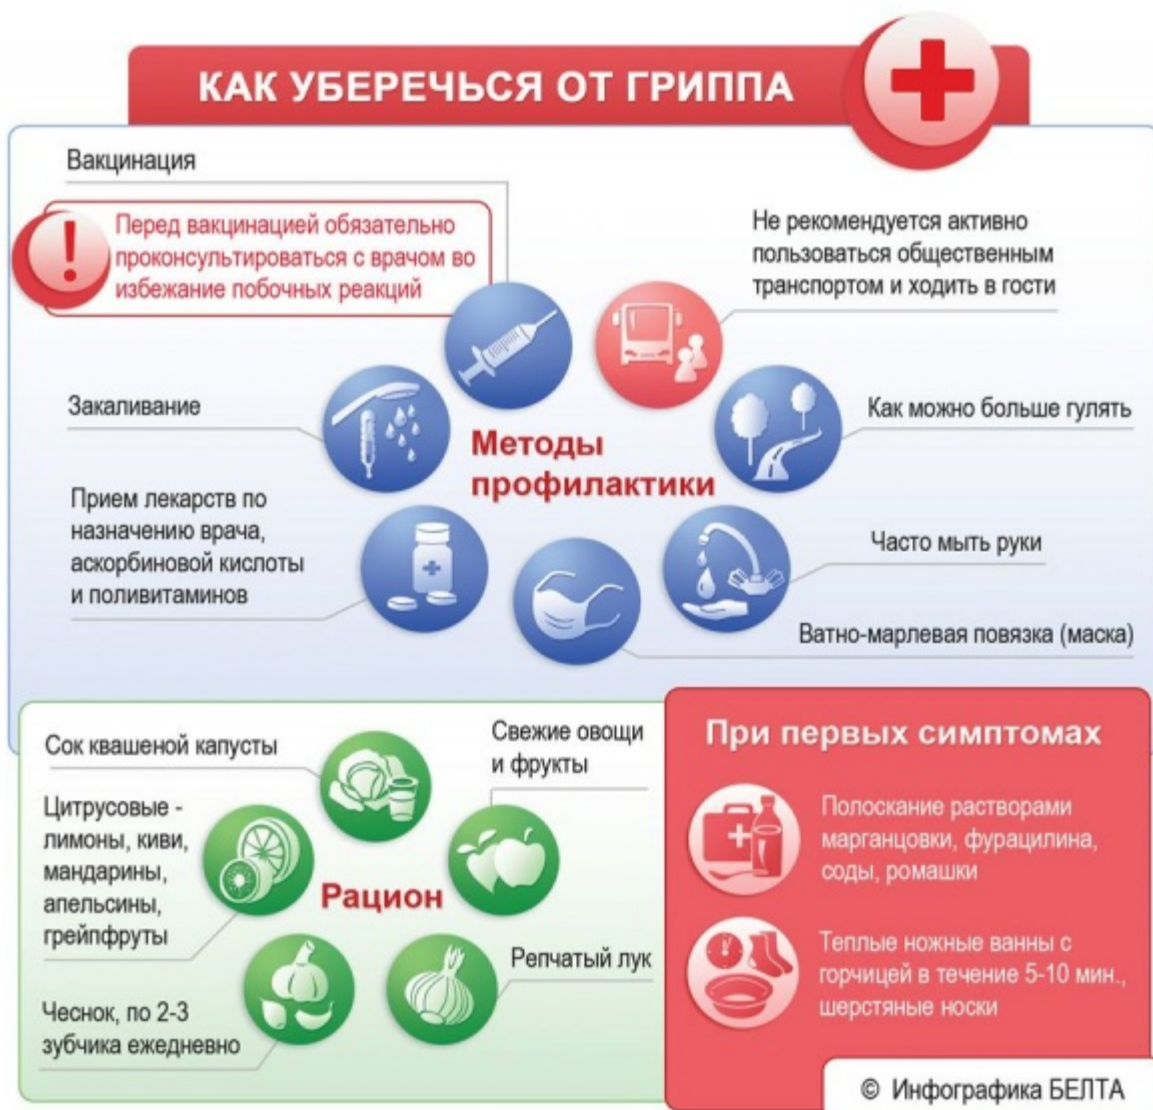 КАК УБЕРЕЧЬСЯ ОТ ГРИППА
Вакцинация
!
Перед вакцинацией обязательно
проконсультироваться с врачом во
избежание побочных реакций
Не рекомендуется активно
пользоваться общественным
транспортом и ходить в гости
Закаливание
Как можно больше гулять
Методы
профилактики
Прием лекарств по
назначению врача,
аскорбиновой кислоты
и поливитаминов
Часто мыть руки
Ватно-марлевая повязка (маска)
Сок квашеной капусты
Свежие овощи
и фрукты
Цитрусовые -
лимоны, киви,
мандарины,
апельсины,
грейпфруты
Рацион
Репчатый лук
Чеснок, по 2-3
зубчика ежедневно
При первых симптомах
Полоскание растворами
марганцовки, фурацилина,
соды, ромашки
Теплые ножные ванны с
горчицей в течение 5-10 мин.,
шерстяные носки
© Инфографика БЕЛТА